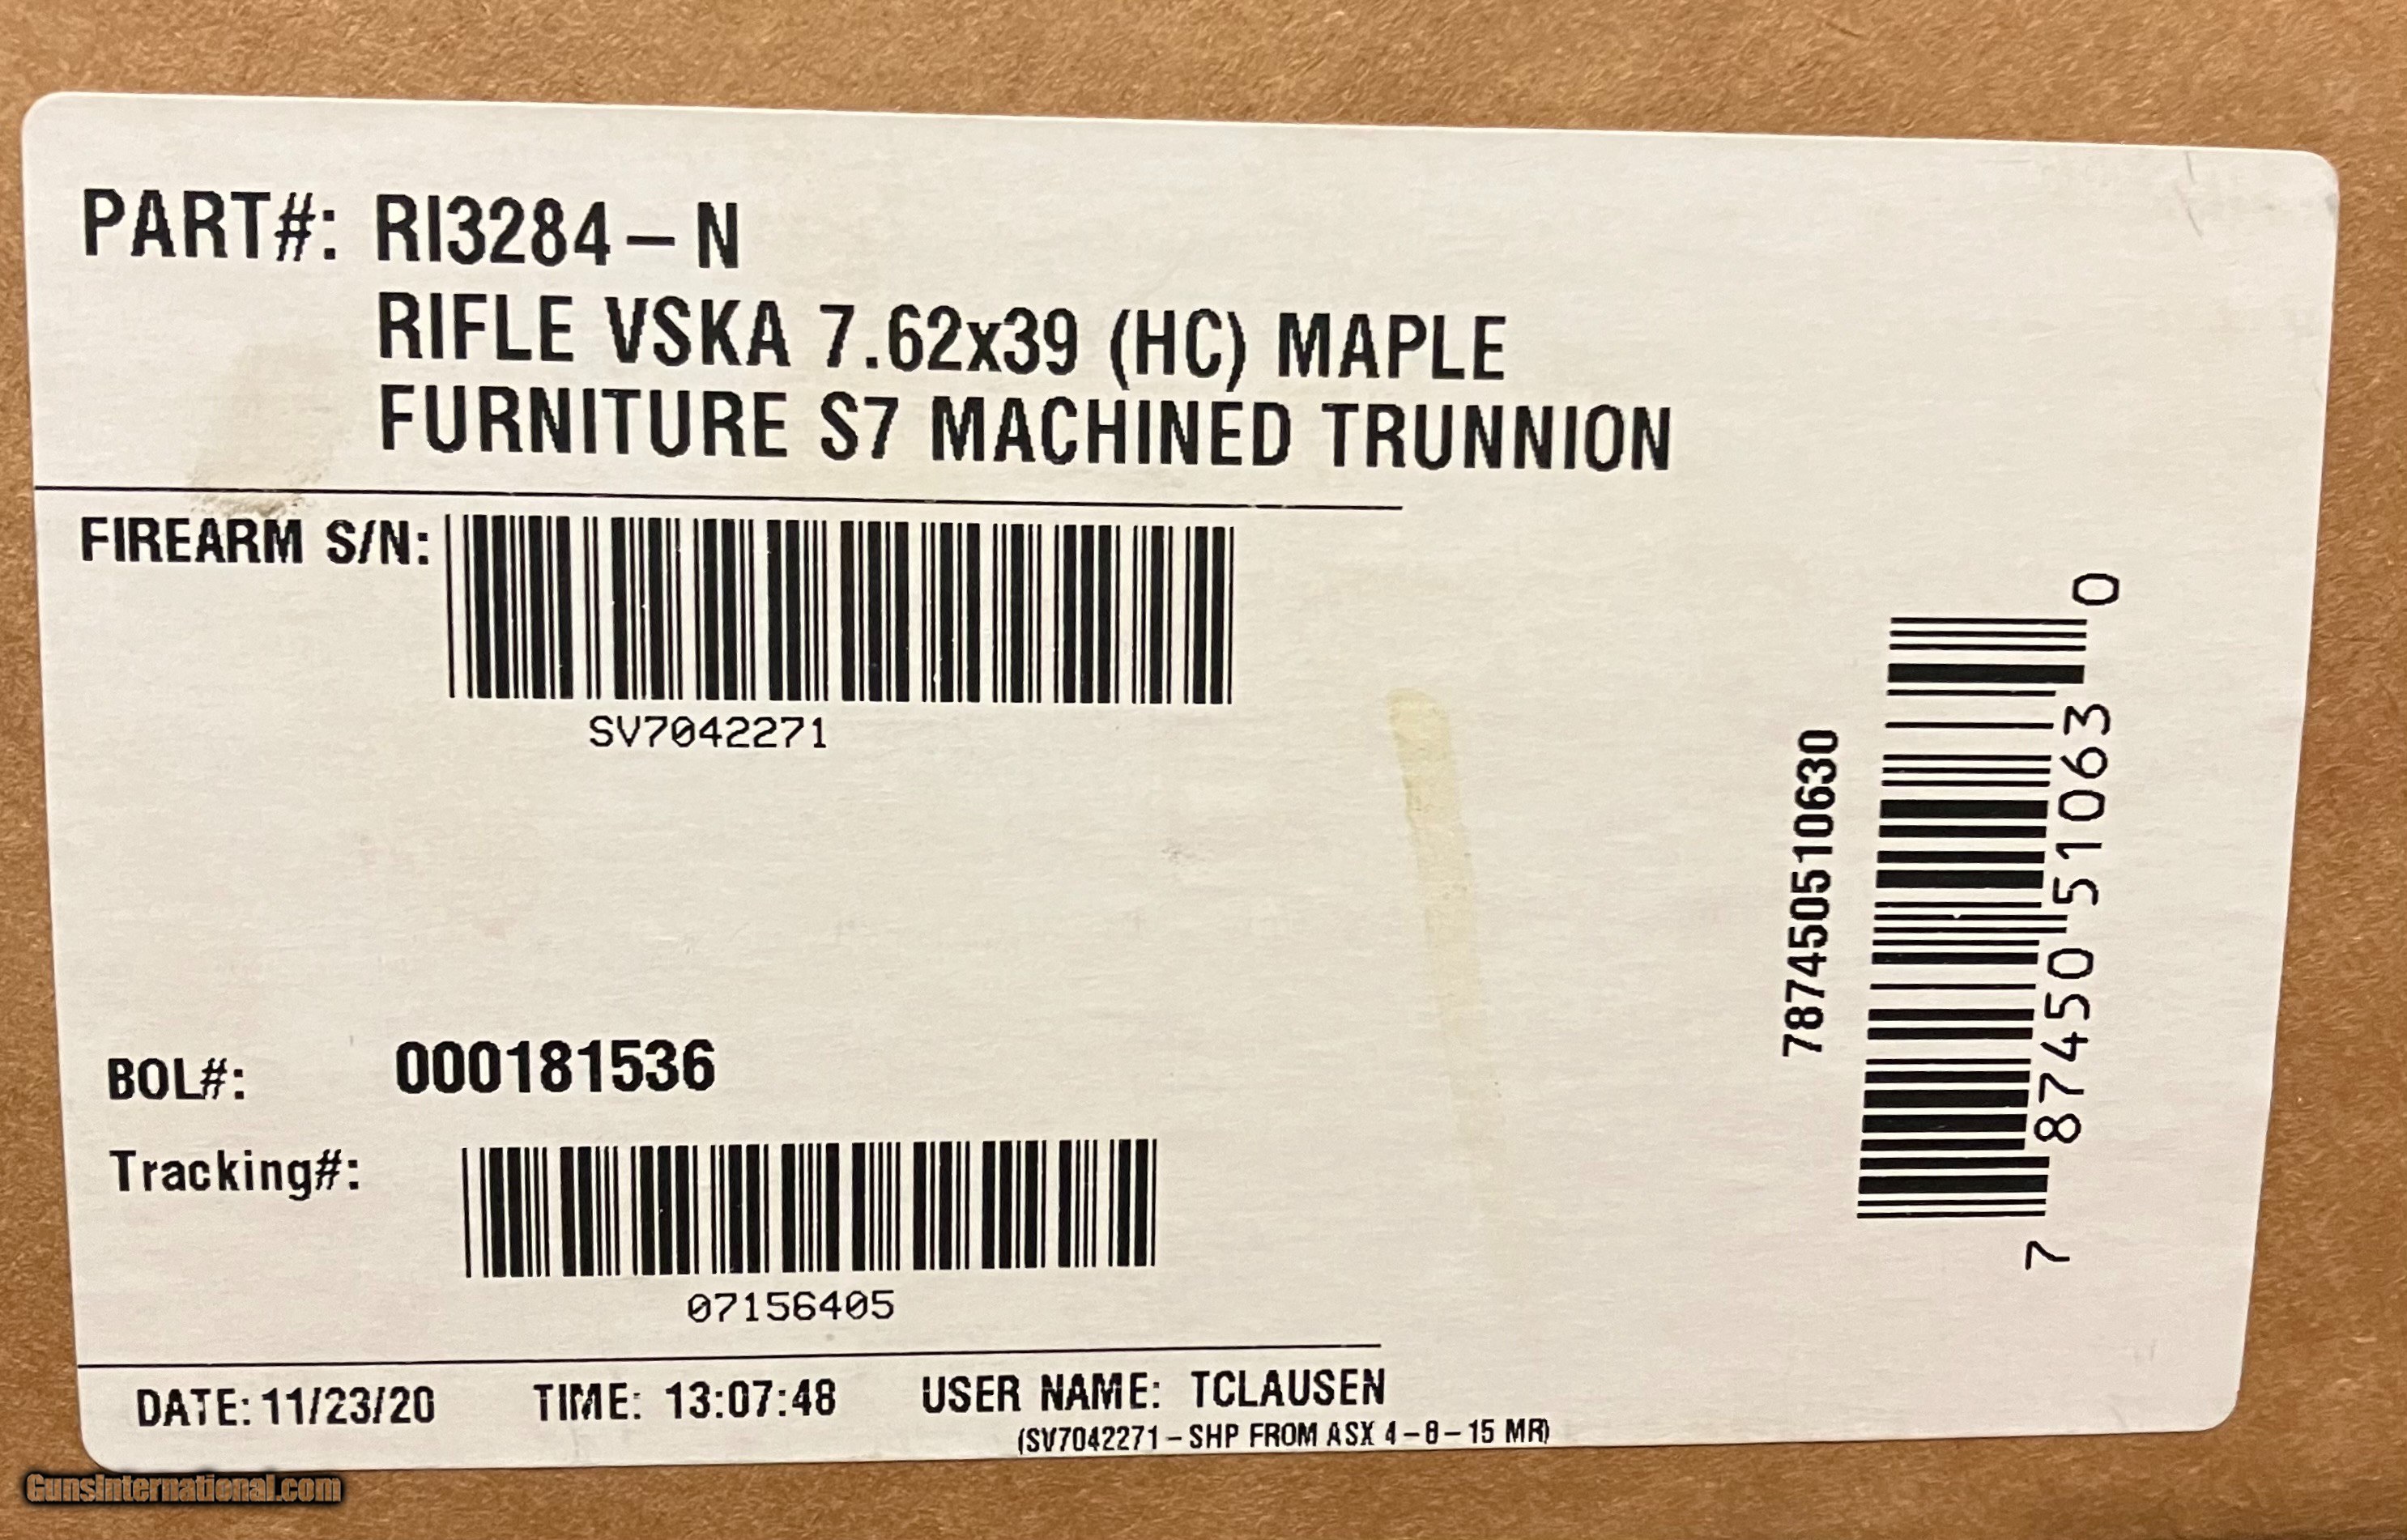 PART#: RI3284-N
RIFLE VSKA 7.62x39 (HC) MAPLE
FURNITURE S7 MACHINED TRUNNION
FIREARM S/N:
SV7042271
787450510630
7 87450 51063 0
BOL#: 000181536
Tracking#:
07156405
DATE: 11/23/20 TIME: 13:07:48 USER NAME: TCLAUSEN
(SV7042271-SHP FROM ASX 4-8-15 MR)
GunsInternational.com